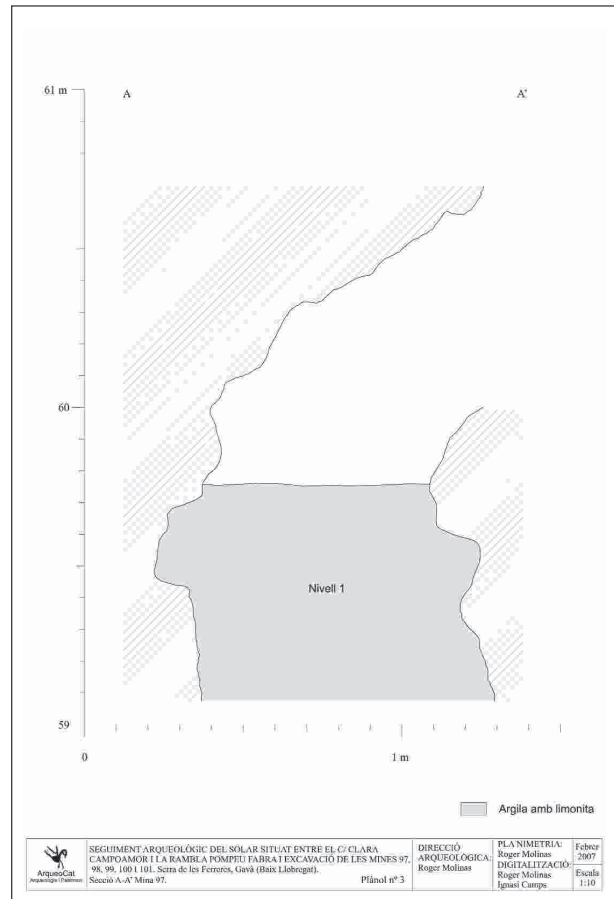 61 m
A A'
60
Nivell 1
59
0 1 m
Argila amb limonita
ArqueoCat
Arqueologia i Patrimoni
SEGUIMENT ARQUEOLÒGIC DEL SOLAR SITUAT ENTRE EL C/ CLARA
CAMPOAMOR I LA RAMBLA POMPEU FABRA I EXCAVACIÓ DE LES MINES 97,
98, 99, 100 I 101. Serra de les Ferreres, Gavà (Baix Llobregat).
Secció A-A' Mina 97. Plànol nº 3
DIRECCIÓ
ARQUEOLÒGICA:
Roger Molinas
PLANIMETRIA:
Roger Molinas
DIGITALITZACIÓ:
Roger Molinas
Ignasi Camps
Febrer
2007
Escala
1:10